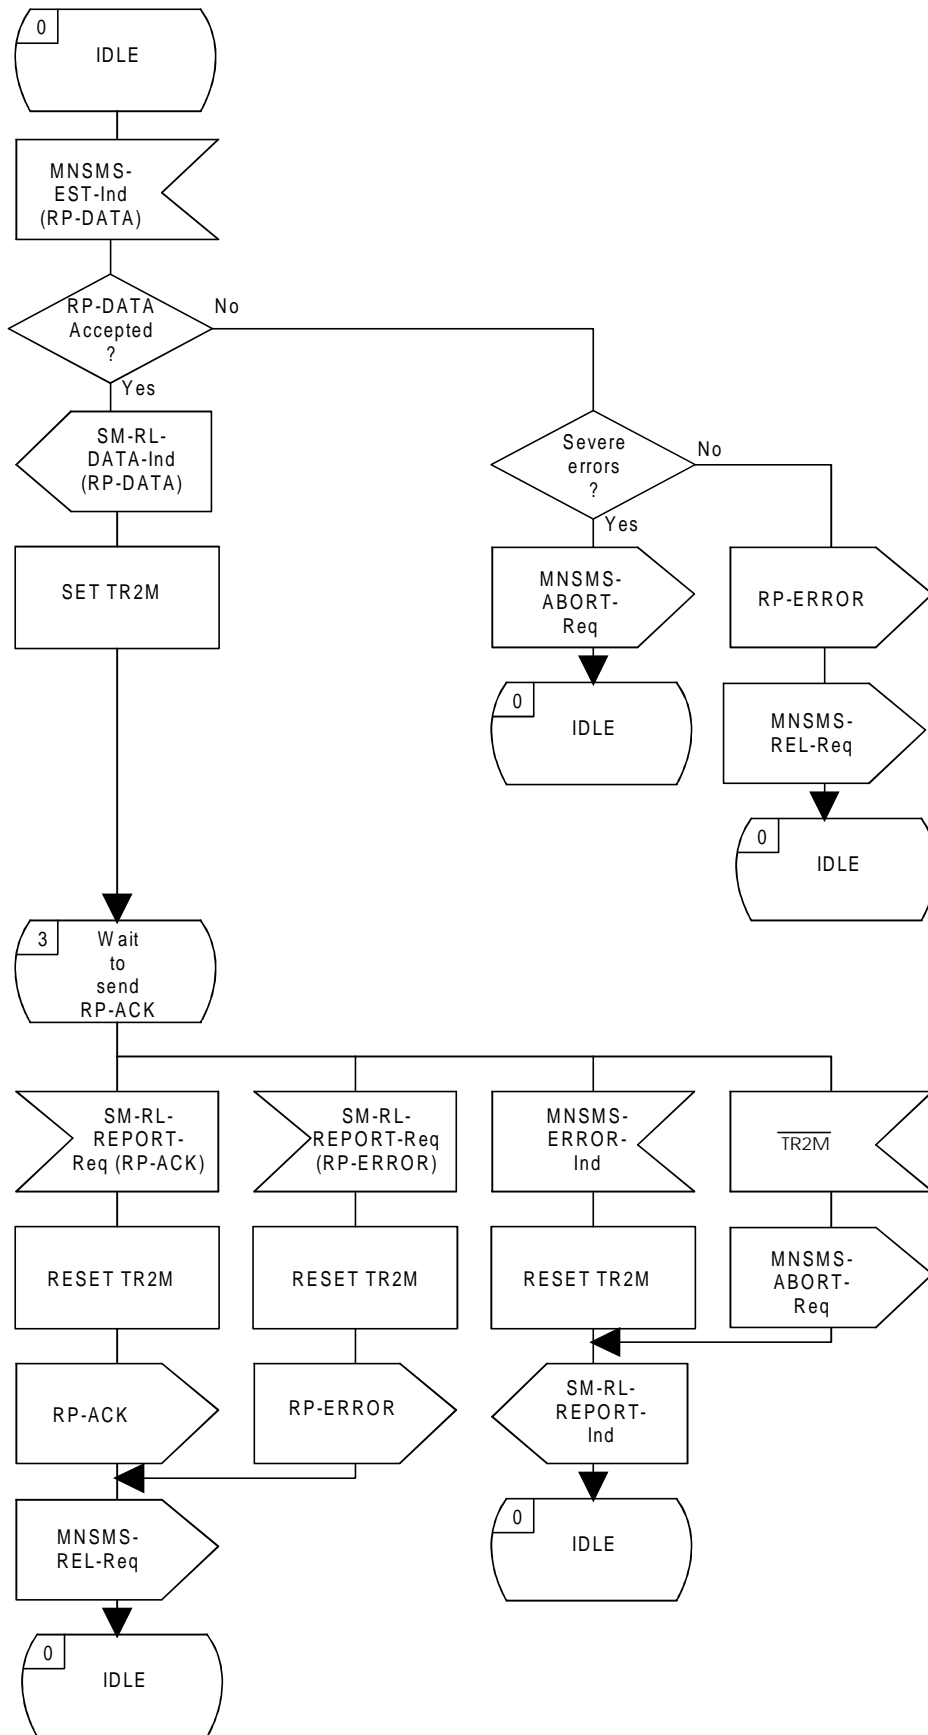 0
IDLE
MNSMS-
EST-Ind
(RP-DATA)
RP-DATA
Accepted
?
No
Yes
SM-RL-
DATA-Ind
(RP-DATA)
Severe
errors
?
No
Yes
SET TR2M
MNSMS-
ABORT-
Req
RP-ERROR
0
IDLE
MNSMS-
REL-Req
0
IDLE
3
Wait
to
send
RP-ACK
SM-RL-
REPORT-
Req (RP-ACK)
SM-RL-
REPORT-Req
(RP-ERROR)
MNSMS-
ERROR-
Ind
TR2M
RESET TR2M
RESET TR2M
RESET TR2M
MNSMS-
ABORT-
Req
RP-ACK
RP-ERROR
SM-RL-
REPORT-
Ind
MNSMS-
REL-Req
0
IDLE
0
IDLE